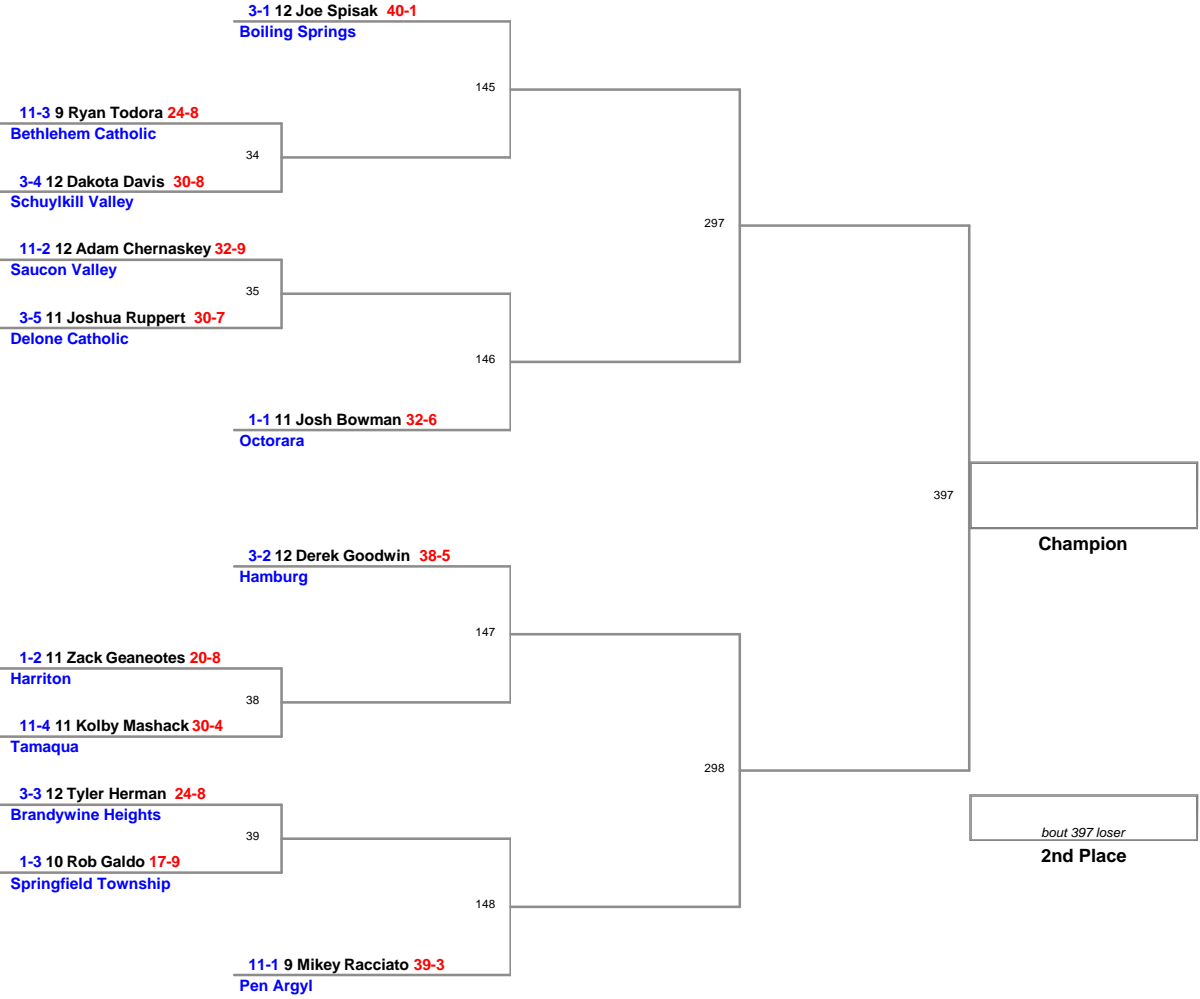 3-1 12 Joe Spisak 40-1
Boiling Springs
145
11-3 9 Ryan Todora 24-8
Bethlehem Catholic
34
3-4 12 Dakota Davis 30-8
Schuylkill Valley
297
11-2 12 Adam Chernaskey 32-9
Saucon Valley
35
3-5 11 Joshua Ruppert 30-7
Delone Catholic
146
1-1 11 Josh Bowman 32-6
Octorara
397
Champion
3-2 12 Derek Goodwin 38-5
Hamburg
147
1-2 11 Zack Geaneotes 20-8
Harriton
38
11-4 11 Kolby Mashack 30-4
Tamaqua
298
3-3 12 Tyler Herman 24-8
Brandywine Heights
39
bout 397 loser
2nd Place
1-3 10 Rob Galdo 17-9
Springfield Township
148
11-1 9 Mikey Racciato 39-3
Pen Argyl